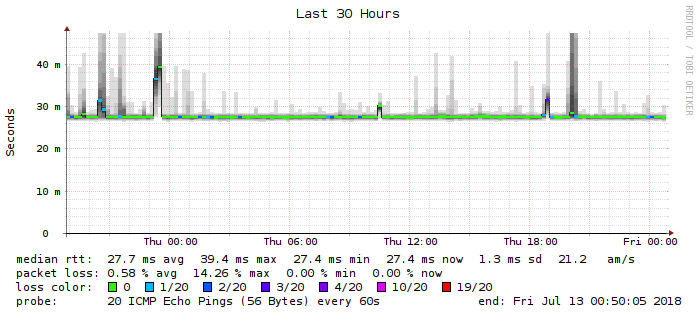 Last 30 Hours
RRDTOOL / TOBI OETIKER
Seconds
40 m
30 m
20 m
10 m
0
Thu 00:00 Thu 06:00 Thu 12:00 Thu 18:00 Fri 00:00
median rtt: 27.7 ms avg 39.4 ms max 27.4 ms min 27.4 ms now 1.3 ms sd 21.2 am/s
packet loss: 0.58 % avg 14.26 % max 0.00 % min 0.00 % now
loss color: 0 1/20 2/20 3/20 4/20 10/20 19/20
probe: 20 ICMP Echo Pings (56 Bytes) every 60s end: Fri Jul 13 00:50:05 2018